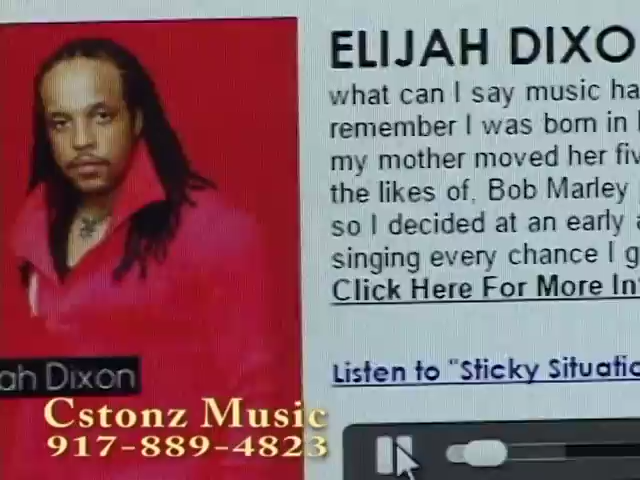 ELIJAH DIXO
what can I say music ha
remember I was born in
my mother moved her fiv
the likes of, Bob Marley
so I decided at an early a
singing every chance I g
Click Here For More In
Listen to "Sticky Situatio
ah Dixon
Cstonz Music
917-889-4823